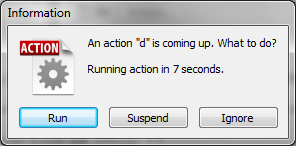 Information
ACTION
An action "d" is coming up. What to do?
Running action in 7 seconds.
Run
Suspend
Ignore